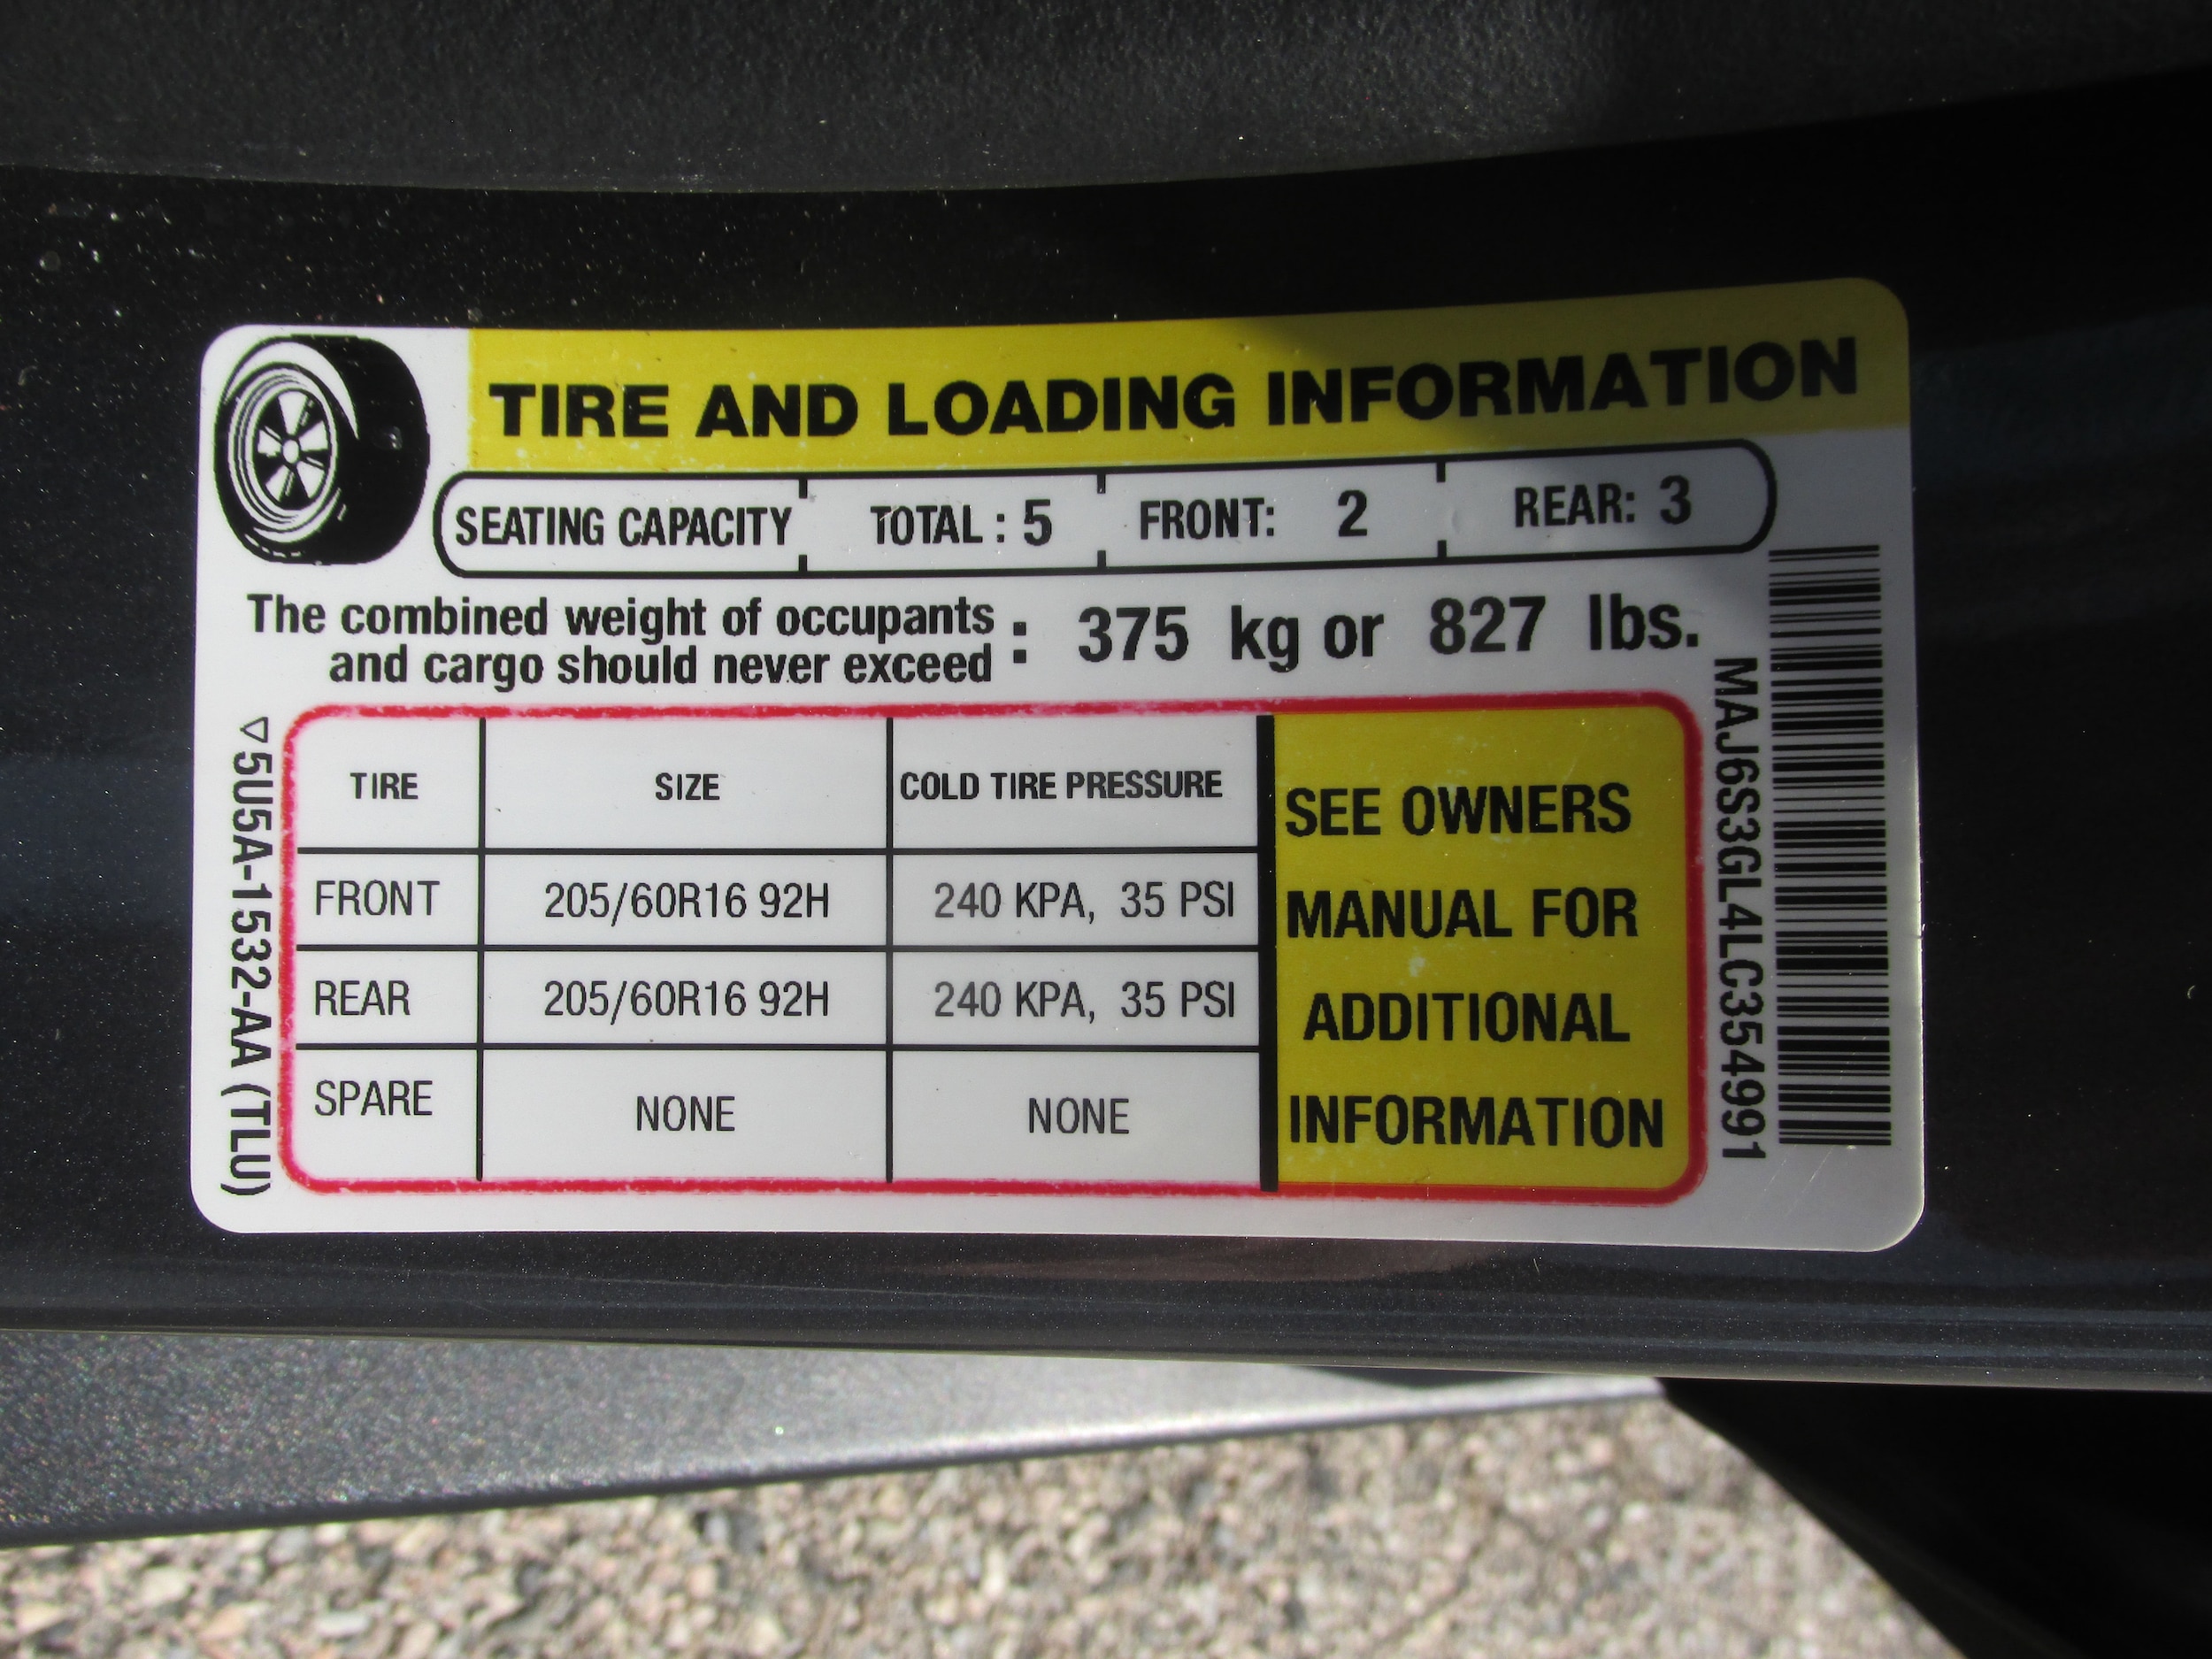 TIRE AND LOADING INFORMATION
SEATING CAPACITY TOTAL : 5 FRONT: 2 REAR: 3
The combined weight of occupants
and cargo should never exceed : 375 kg or 827 lbs.
TIRE SIZE COLD TIRE PRESSURE
FRONT 205/60R16 92H 240 KPA, 35 PSI
REAR 205/60R16 92H 240 KPA, 35 PSI
SPARE NONE NONE
SEE OWNERS
MANUAL FOR
ADDITIONAL
INFORMATION
▽5U5A-1532-AA (TLU)
MAJ6S3GL4LC354991